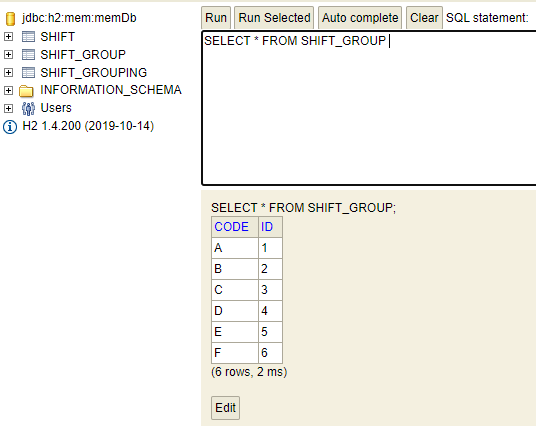 jdbc:h2:mem:memDb
SHIFT
SHIFT_GROUP
SHIFT_GROUPING
INFORMATION_SCHEMA
Users
H2 1.4.200 (2019-10-14)
Run Run Selected Auto complete Clear SQL statement:
SELECT * FROM SHIFT_GROUP
SELECT * FROM SHIFT_GROUP;
CODE ID
A 1
B 2
C 3
D 4
E 5
F 6
(6 rows, 2 ms)
Edit